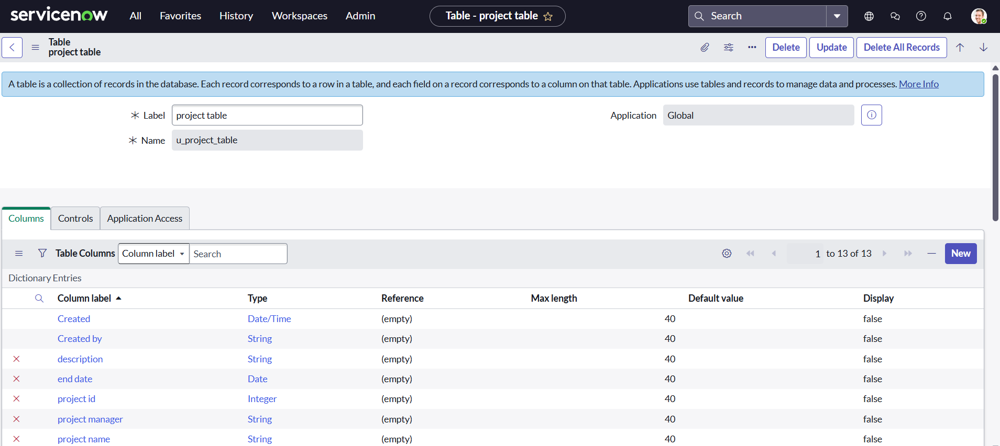 servicenow All Favorites History Workspaces Admin Table - project table Search
Table
project table
Delete Update Delete All Records
A table is a collection of records in the database. Each record corresponds to a row in a table, and each field on a record corresponds to a column on that table. Applications use tables and records to manage data and processes. More Info
Label project table Application Global
Name u_project_table
Columns Controls Application Access
Table Columns Column label Search 1 to 13 of 13 New
Dictionary Entries
Column label Type Reference Max length Default value Display
Created Date/Time (empty) 40 false
Created by String (empty) 40 false
description String (empty) 40 false
end date Date (empty) 40 false
project id Integer (empty) 40 false
project manager String (empty) 40 false
project name String (empty) 40 false